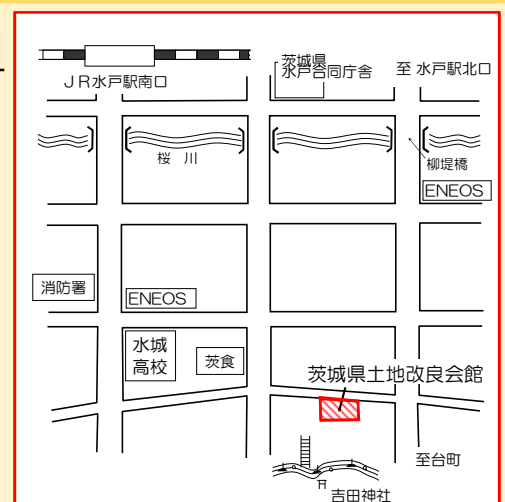 茨城県
水戸合同庁舎
至 水戸駅北口
JR水戸駅南口
桜 川
柳堤橋
ENEOS
消防署
ENEOS
水城
高校
茨食
茨城県土地改良会館
至台町
吉田神社